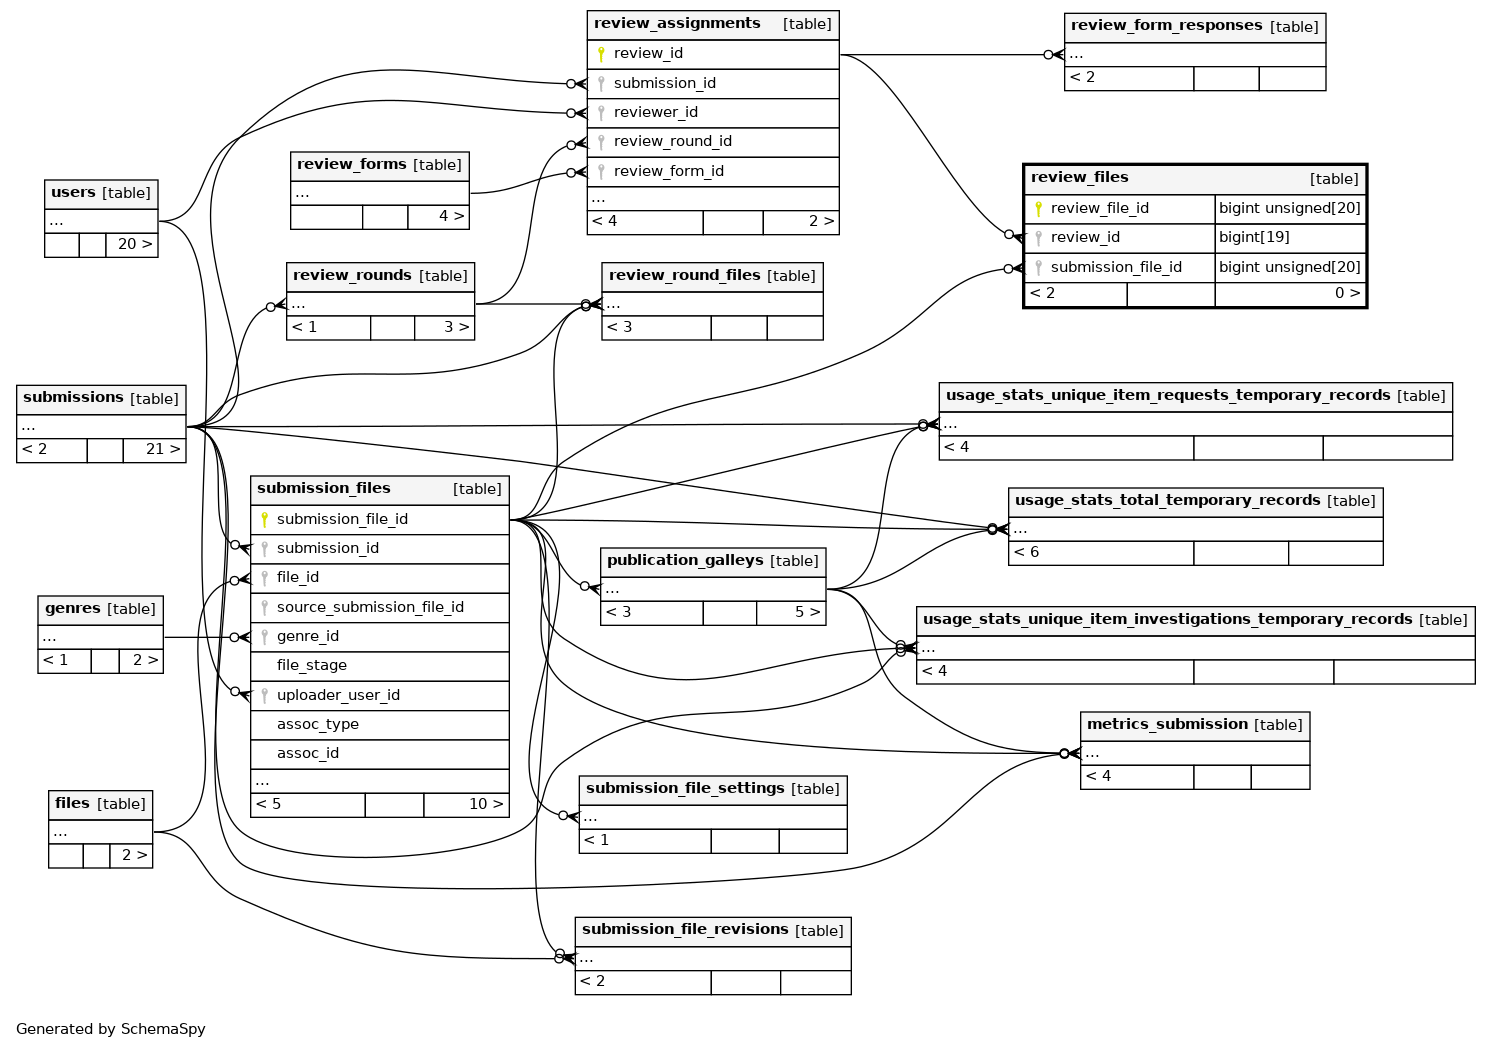 review_assignments [table]
review_id
submission_id
reviewer_id
review_round_id
review_form_id
...
< 4 2 >
review_form_responses [table]
...
< 2
review_forms [table]
...
4 >
users [table]
...
20 >
review_files [table]
review_file_id bigint unsigned[20]
review_id bigint[19]
submission_file_id bigint unsigned[20]
< 2 0 >
review_rounds [table]
...
< 1 3 >
review_round_files [table]
...
< 3
submissions [table]
...
< 2 21 >
usage_stats_unique_item_requests_temporary_records [table]
...
< 4
submission_files [table]
submission_file_id
submission_id
file_id
source_submission_file_id
genre_id
file_stage
uploader_user_id
assoc_type
assoc_id
...
< 5 10 >
usage_stats_total_temporary_records [table]
...
< 6
publication_galleys [table]
...
< 3 5 >
genres [table]
...
< 1 2 >
usage_stats_unique_item_investigations_temporary_records [table]
...
< 4
metrics_submission [table]
...
< 4
files [table]
...
2 >
submission_file_settings [table]
...
< 1
submission_file_revisions [table]
...
< 2
Generated by SchemaSpy